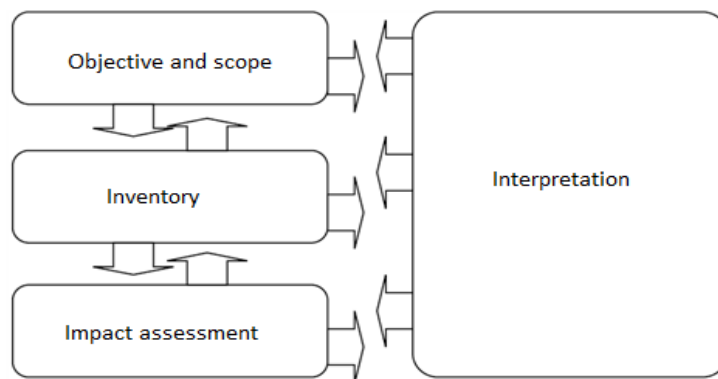 Objective and scope
Inventory
Interpretation
Impact assessment